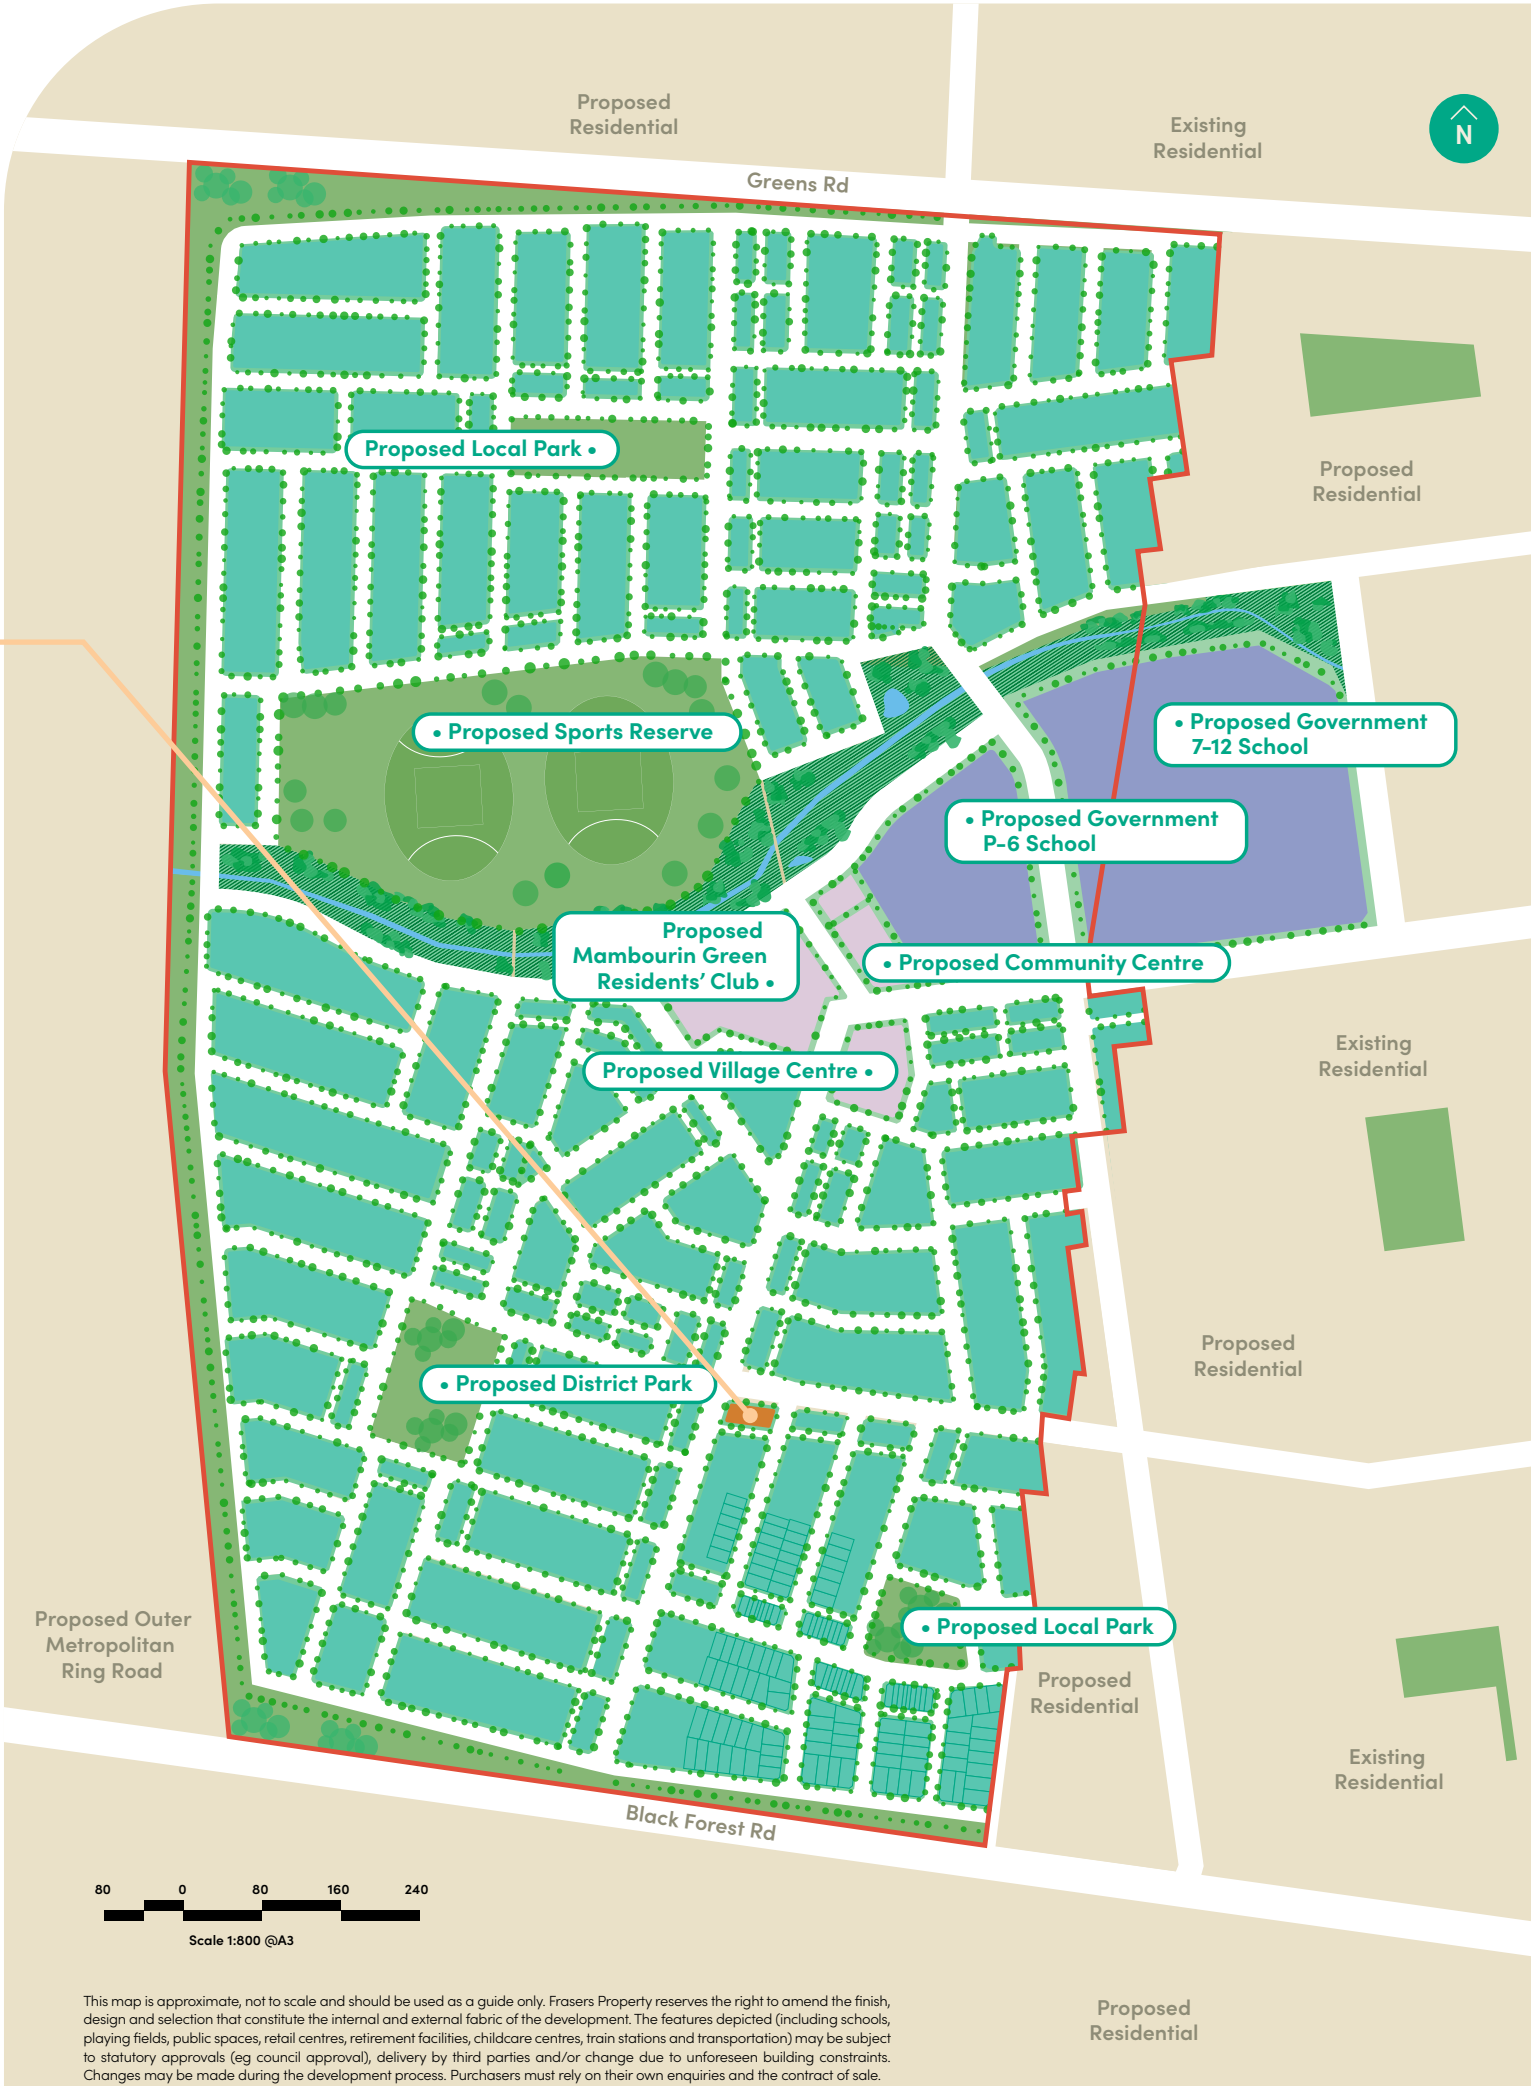 Proposed
Residential
Existing
Residential
N
Greens Rd
Proposed Local Park •
Proposed
Residential
• Proposed Sports Reserve
• Proposed Government
7-12 School
• Proposed Government
P-6 School
Proposed
Mambourin Green
Residents’ Club •
• Proposed Community Centre
Proposed Village Centre •
Existing
Residential
Proposed
Residential
• Proposed District Park
Proposed Outer
Metropolitan
Ring Road
• Proposed Local Park
Proposed
Residential
Existing
Residential
Black Forest Rd
80 0 80 160 240
Scale 1:800 @A3
This map is approximate, not to scale and should be used as a guide only. Frasers Property reserves the right to amend the finish,
design and selection that constitute the internal and external fabric of the development. The features depicted (including schools,
playing fields, public spaces, retail centres, retirement facilities, childcare centres, train stations and transportation) may be subject
to statutory approvals (eg council approval), delivery by third parties and/or change due to unforeseen building constraints.
Changes may be made during the development process. Purchasers must rely on their own enquiries and the contract of sale.
Proposed
Residential